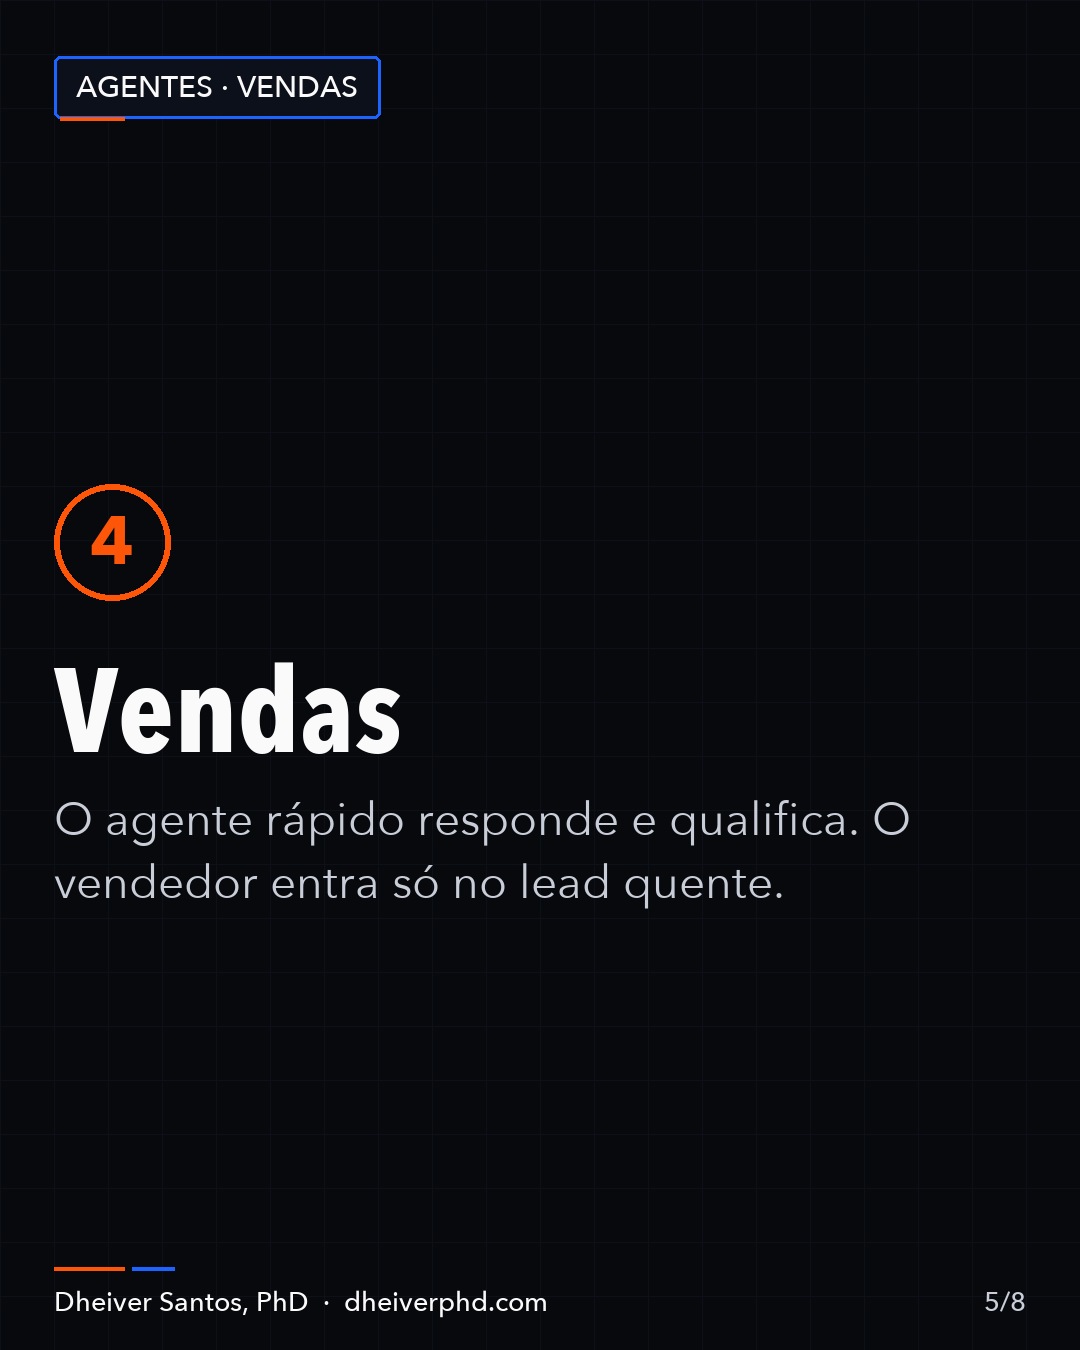 AGENTES · VENDAS
4
Vendas
O agente rápido responde e qualifica. O
vendedor entra só no lead quente.
Dheiver Santos, PhD · dheiverphd.com
5/8